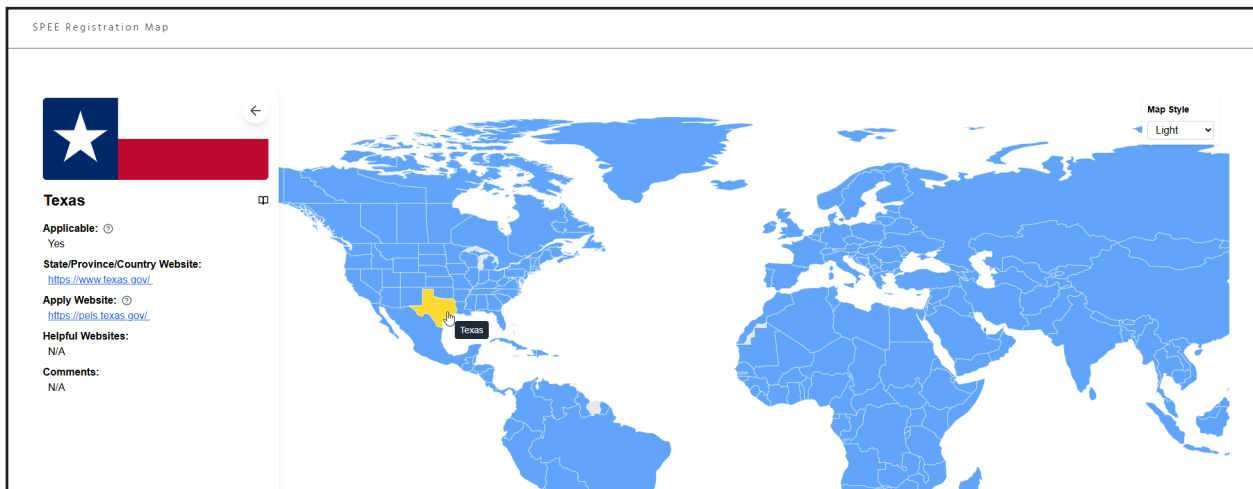 SPEE Registration Map
Map Style
Light
Texas
Applicable:
Yes
State/Province/Country Website:
https://www.texas.gov/
Apply Website:
https://pels.texas.gov/
Helpful Websites:
N/A
Comments:
N/A
Texas